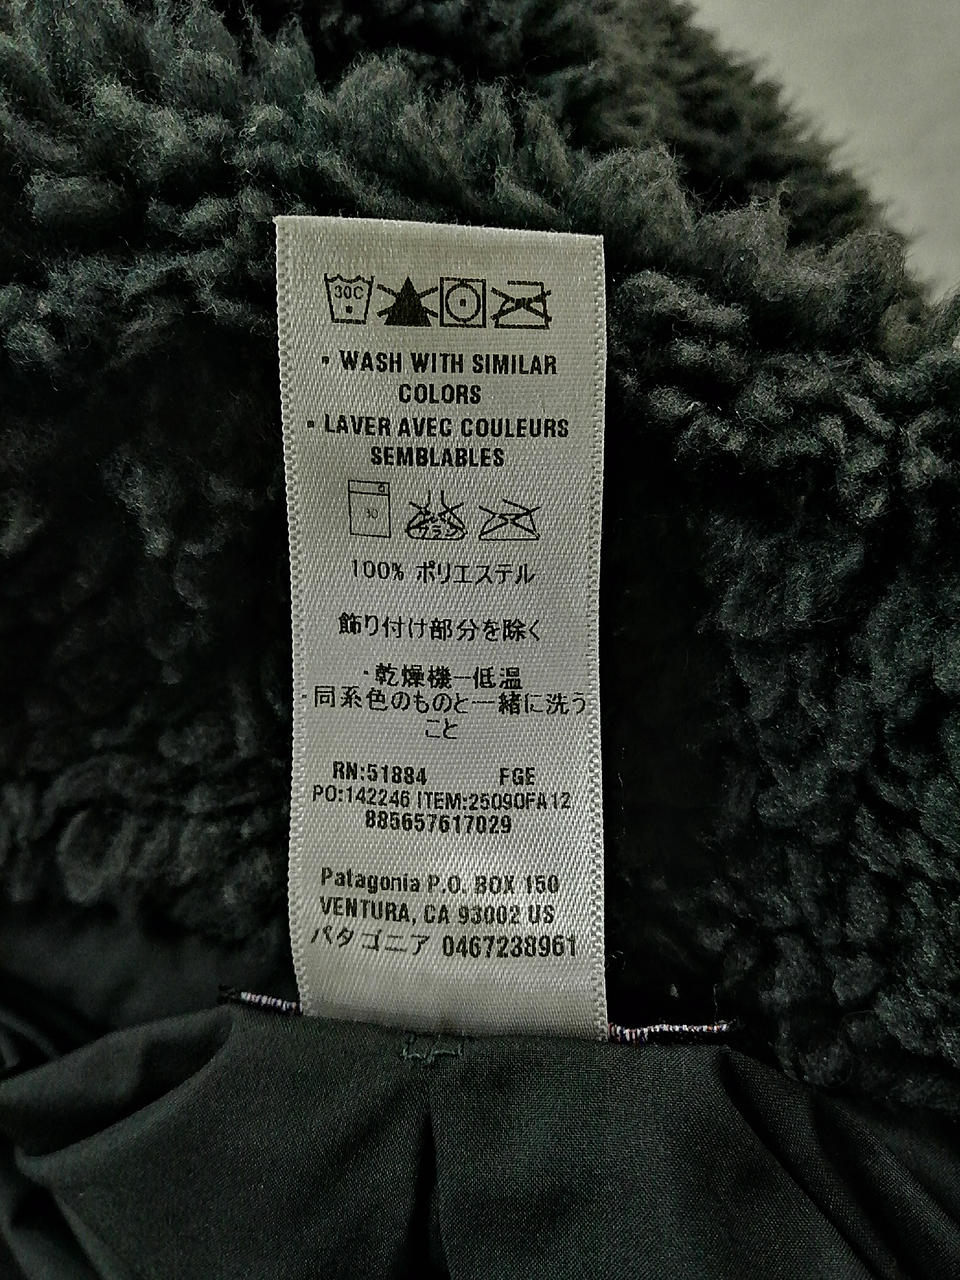 30C
• WASH WITH SIMILAR
COLORS
• LAVER AVEC COULEURS
SEMBLABLES
30
100% ポリエステル
飾り付け部分を除く
・乾燥機−低温
・同系色のものと一緒に洗う
こと
RN:51884 FGE
PO:142246 ITEM:25090FA12
885657617029
Patagonia P.O. BOX 150
VENTURA, CA 93002 US
パタゴニア 0467238961